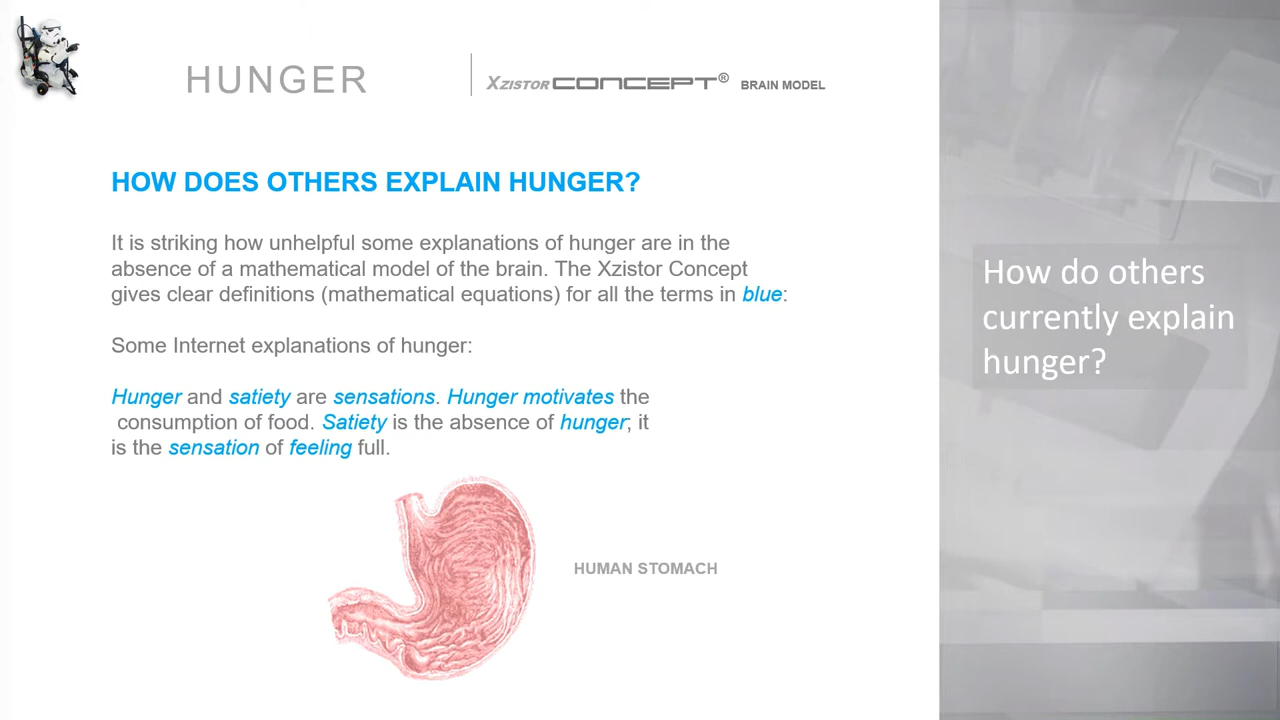 HUNGER
XZISTOR CONCEPT® BRAIN MODEL
HOW DOES OTHERS EXPLAIN HUNGER?
It is striking how unhelpful some explanations of hunger are in the
absence of a mathematical model of the brain. The Xzistor Concept
gives clear definitions (mathematical equations) for all the terms in blue:
Some Internet explanations of hunger:
Hunger and satiety are sensations. Hunger motivates the
consumption of food. Satiety is the absence of hunger; it
is the sensation of feeling full.
HUMAN STOMACH
How do others
currently explain
hunger?